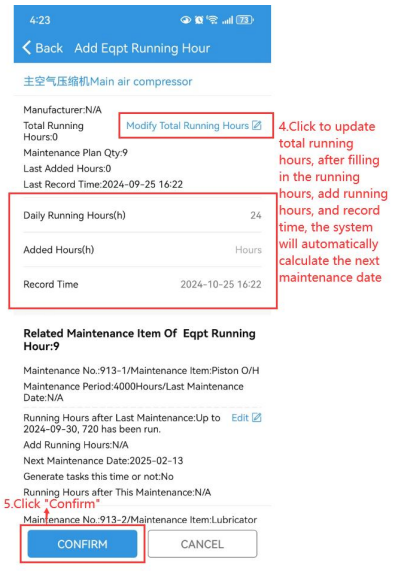 4:23
73
Back Add Eqpt Running Hour
主空气压缩机Main air compressor
Manufacturer:N/A
Total Running
Hours:0
Modify Total Running Hours
Maintenance Plan Qty:9
Last Added Hours:0
Last Record Time:2024-09-25 16:22
Daily Running Hours(h) 24
Added Hours(h) Hours
Record Time 2024-10-25 16:22
4.Click to update
total running
hours, after filling
in the running
hours, add running
hours, and record
time, the system
will automatically
calculate the next
maintenance date
Related Maintenance Item Of Eqpt Running
Hour:9
Maintenance No.:913-1/Maintenance Item:Piston O/H
Maintenance Period:4000Hours/Last Maintenance
Date:N/A
Running Hours after Last Maintenance:Up to
2024-09-30, 720 has been run.
Edit
Add Running Hours:N/A
Next Maintenance Date:2025-02-13
Generate tasks this time or not:No
Running Hours after This Maintenance:N/A
5.Click "Confirm"
Maintenance No.:913-2/Maintenance Item:Lubricator
CONFIRM CANCEL